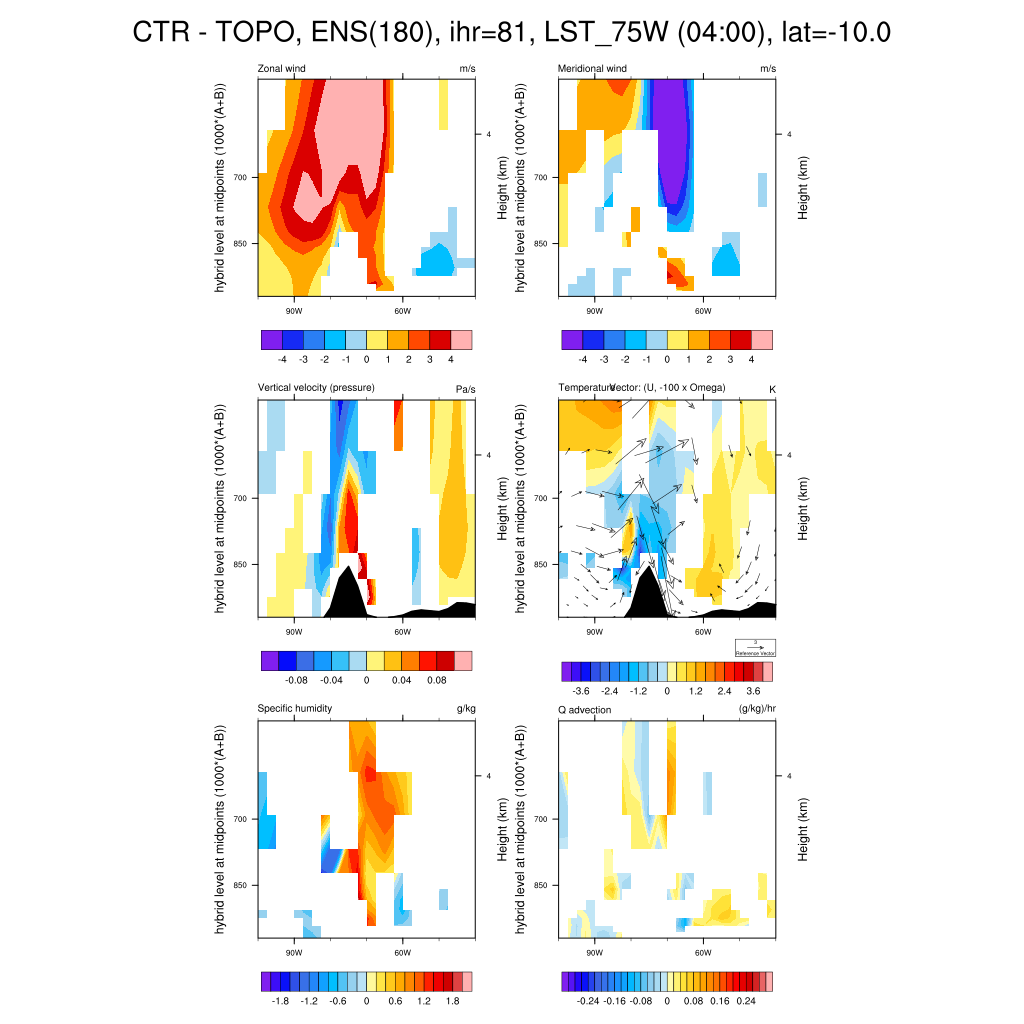 CTR - TOPO, ENS(180), ihr=81, LST_75W (04:00), lat=-10.0
Zonal wind m/s
hybrid level at midpoints (1000*(A+B))
700
850
4
Height (km)
90W 60W
-4 -3 -2 -1 0 1 2 3 4
Meridional wind m/s
hybrid level at midpoints (1000*(A+B))
700
850
4
Height (km)
90W 60W
-4 -3 -2 -1 0 1 2 3 4
Vertical velocity (pressure) Pa/s
hybrid level at midpoints (1000*(A+B))
700
850
4
Height (km)
90W 60W
-0.08 -0.04 0 0.04 0.08
Temperature Vector: (U, -100 x Omega) K
hybrid level at midpoints (1000*(A+B))
700
850
4
Height (km)
90W 60W
3
Reference Vector
-3.6 -2.4 -1.2 0 1.2 2.4 3.6
Specific humidity g/kg
hybrid level at midpoints (1000*(A+B))
700
850
4
Height (km)
90W 60W
-1.8 -1.2 -0.6 0 0.6 1.2 1.8
Q advection (g/kg)/hr
hybrid level at midpoints (1000*(A+B))
700
850
4
Height (km)
90W 60W
-0.24 -0.16 -0.08 0 0.08 0.16 0.24